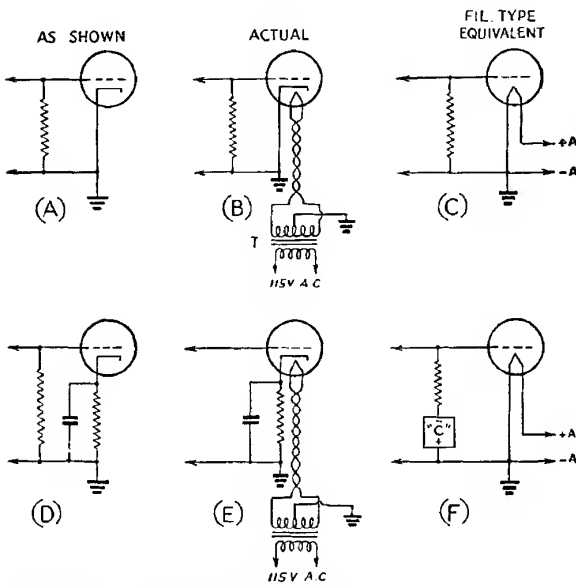 AS SHOWN
ACTUAL
FIL. TYPE
EQUIVALENT
+A
-A
(A)
(B)
(C)
T
115V A.C
"C"
+
+A
-A
(D)
(E)
(F)
115V A.C